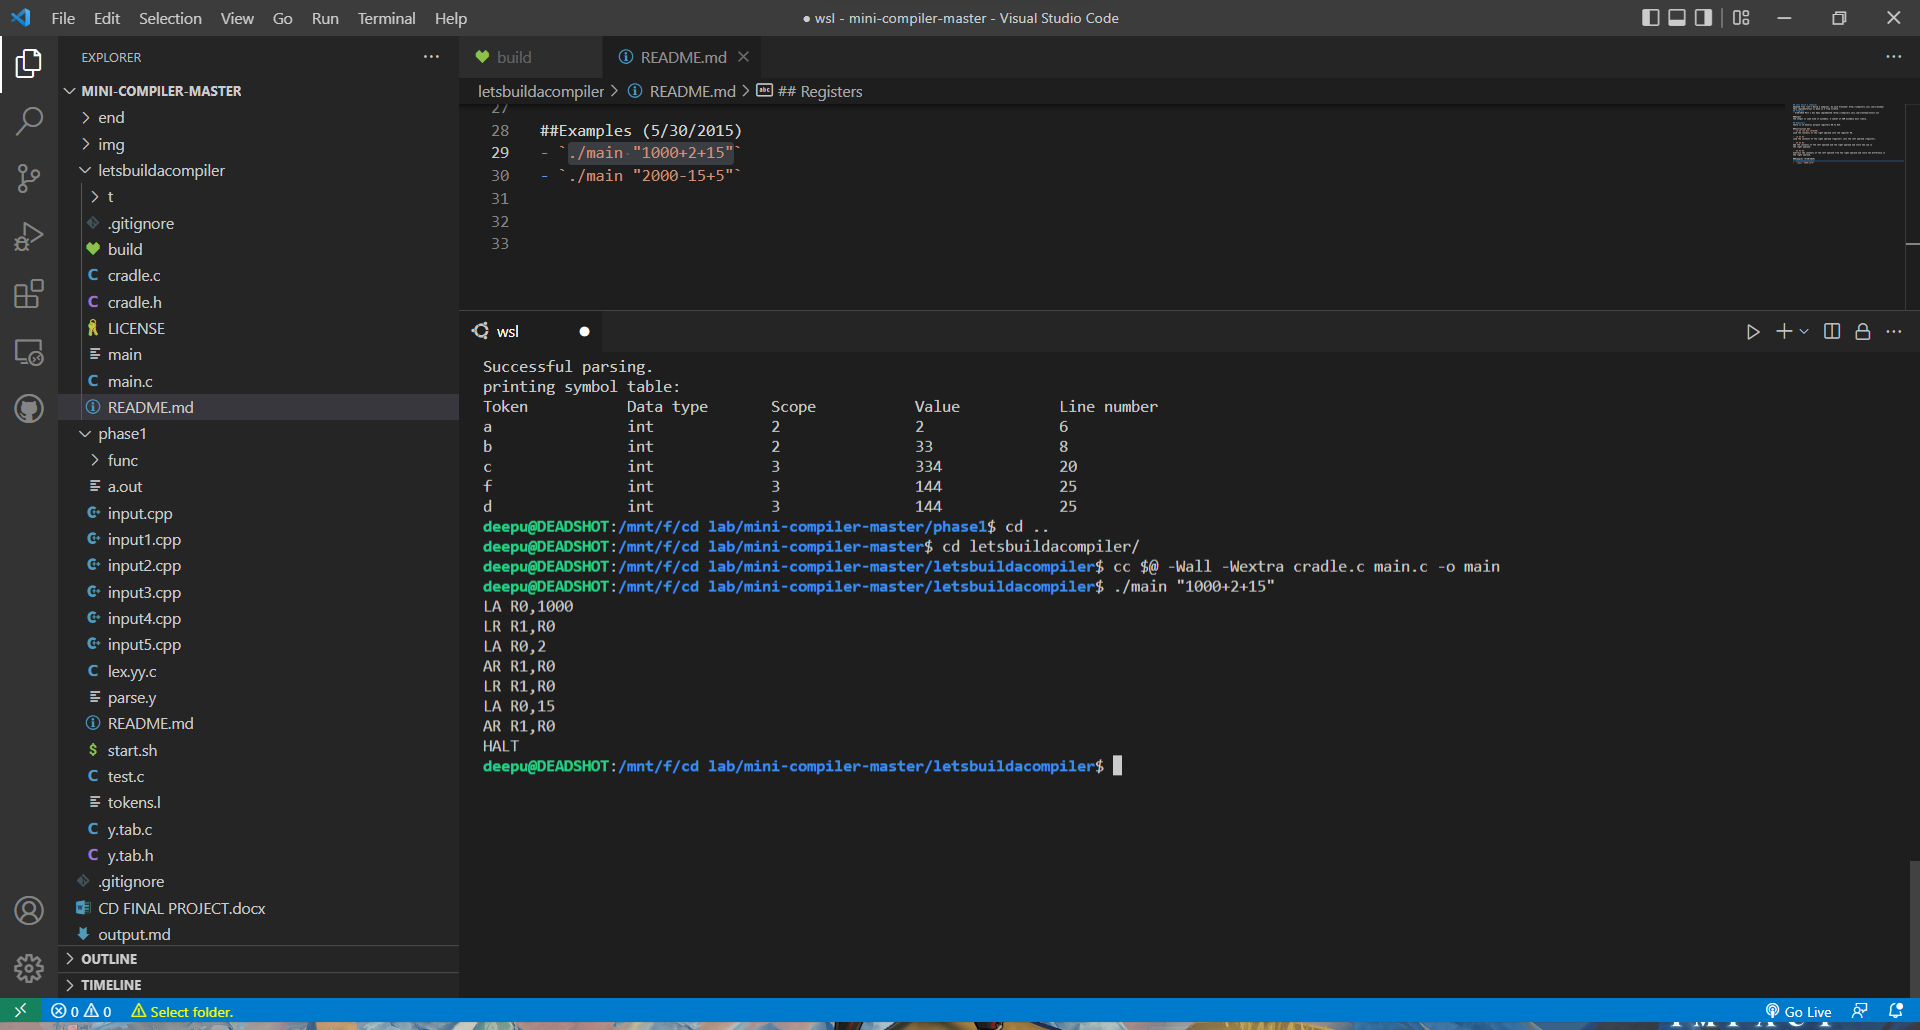 File Edit Selection View Go Run Terminal Help
● wsl - mini-compiler-master - Visual Studio Code
EXPLORER
MINI-COMPILER-MASTER
end
img
letsbuildacompiler
t
.gitignore
build
cradle.c
cradle.h
LICENSE
main
main.c
README.md
phase1
func
a.out
input.cpp
input1.cpp
input2.cpp
input3.cpp
input4.cpp
input5.cpp
lex.yy.c
parse.y
README.md
start.sh
test.c
tokens.l
y.tab.c
y.tab.h
.gitignore
CD FINAL PROJECT.docx
output.md
OUTLINE
TIMELINE
build README.md
letsbuildacompiler > README.md > ## Registers
27
28 ##Examples (5/30/2015)
29 - `./main "1000+2+15"`
30 - `./main "2000-15+5"`
31
32
33
wsl
Successful parsing.
printing symbol table:
Token Data type Scope Value Line number
a int 2 2 6
b int 2 33 8
c int 3 334 20
f int 3 144 25
d int 3 144 25
deepu@DEADSHOT:/mnt/f/cd lab/mini-compiler-master/phase1$ cd ..
deepu@DEADSHOT:/mnt/f/cd lab/mini-compiler-master$ cd letsbuildacompiler/
deepu@DEADSHOT:/mnt/f/cd lab/mini-compiler-master/letsbuildacompiler$ cc $@ -Wall -Wextra cradle.c main.c -o main
deepu@DEADSHOT:/mnt/f/cd lab/mini-compiler-master/letsbuildacompiler$ ./main "1000+2+15"
LA R0,1000
LR R1,R0
LA R0,2
AR R1,R0
LR R1,R0
LA R0,15
AR R1,R0
HALT
deepu@DEADSHOT:/mnt/f/cd lab/mini-compiler-master/letsbuildacompiler$
0 0 Select folder.
Go Live